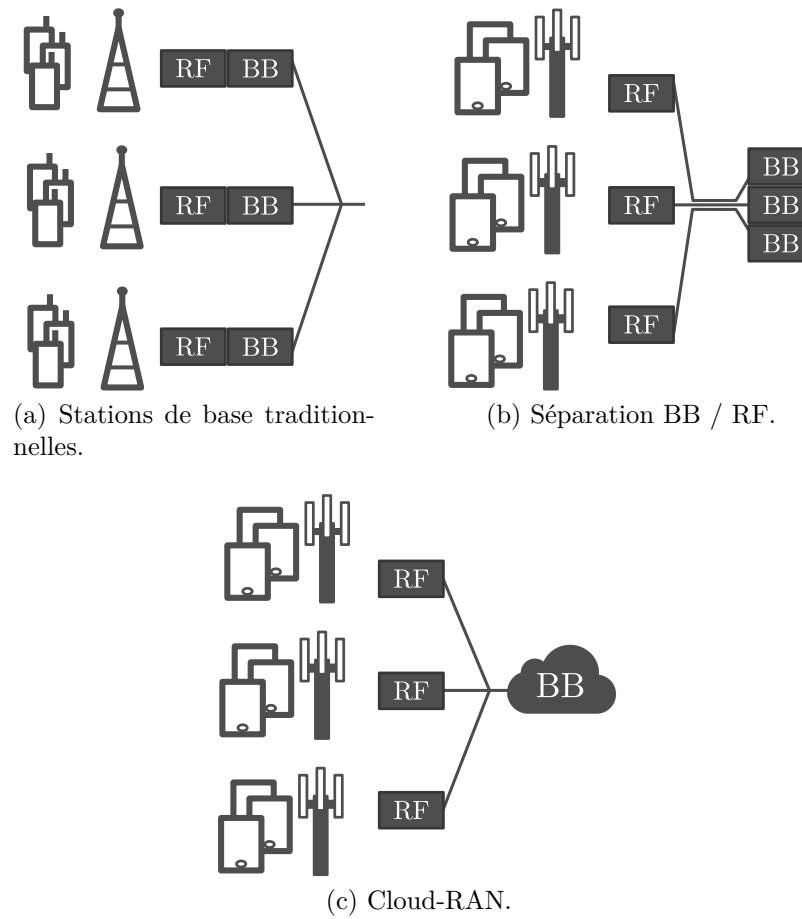 RF BB
RF BB
RF BB
(a) Stations de base tradition-
nelles.
RF
BB
RF
BB
BB
RF
(b) Séparation BB / RF.
RF
RF
BB
RF
(c) Cloud-RAN.